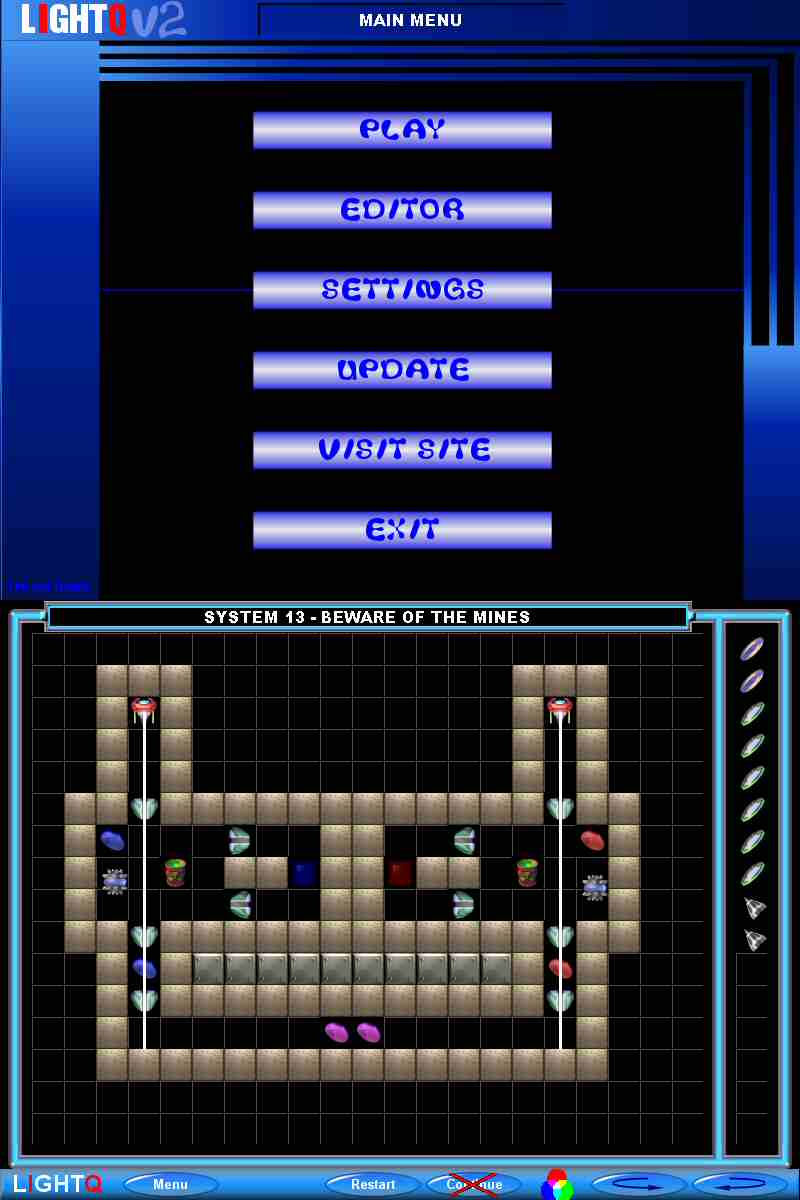 LIGHTQ v2
MAIN MENU
PLAY
EDITOR
SETTINGS
UPDATE
VISIT SITE
EXIT
SYSTEM 13 - BEWARE OF THE MINES
LIGHTQ
Menu
Restart
Continue